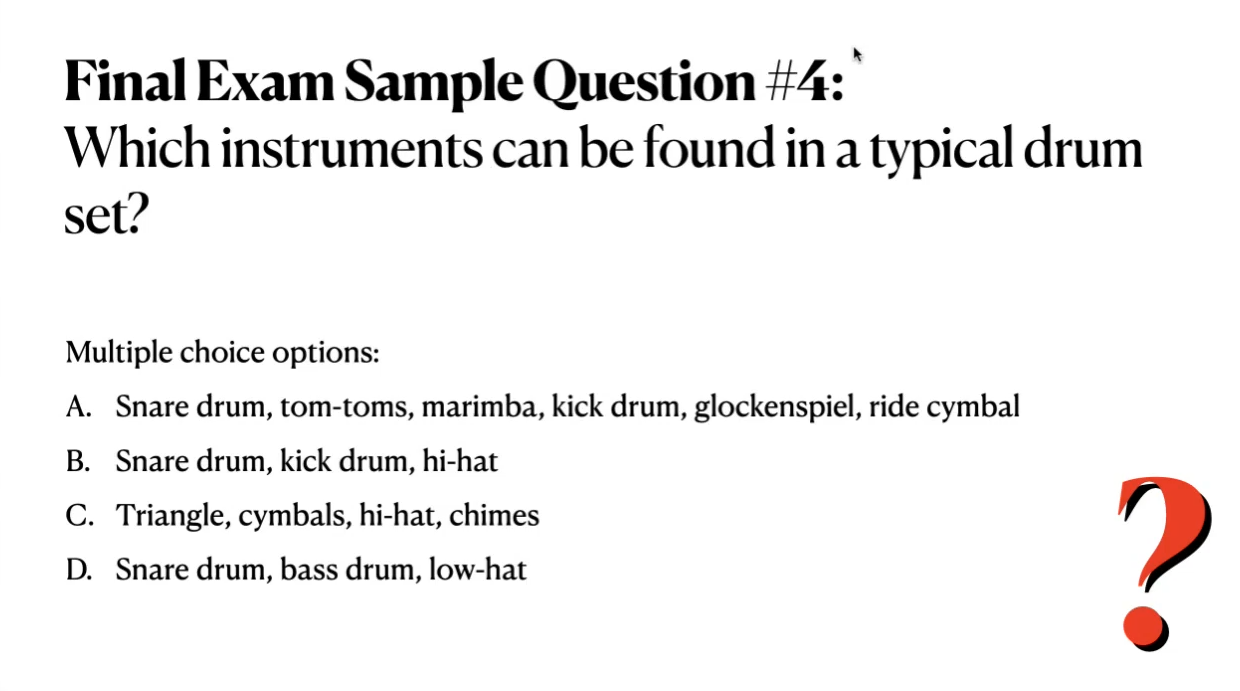 Final Exam Sample Question #4:
Which instruments can be found in a typical drum
set?
Multiple choice options:
A. Snare drum, tom-toms, marimba, kick drum, glockenspiel, ride cymbal
B. Snare drum, kick drum, hi-hat
C. Triangle, cymbals, hi-hat, chimes
D. Snare drum, bass drum, low-hat
?